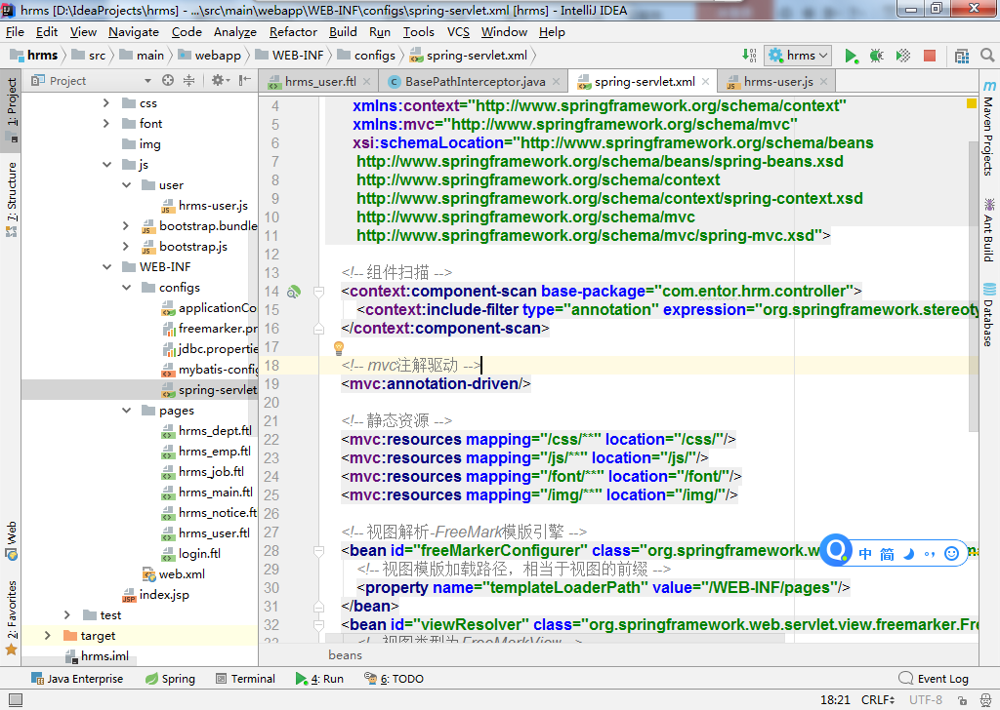 hrms [D:\IdeaProjects\hrms] - ...\src\main\webapp\WEB-INF\configs\spring-servlet.xml [hrms] - IntelliJ IDEA
File Edit View Navigate Code Analyze Refactor Build Run Tools VCS Window Help
hrms src main webapp WEB-INF configs spring-servlet.xml hrms
Project hrms_user.ftl BasePathInterceptor.java spring-servlet.xml hrms-user.js
1: Project
7: Structure
Web
2: Favorites
css
font
img
js
user
hrms-user.js
bootstrap.bundle
bootstrap.js
WEB-INF
configs
applicationCo
freemarker.pr
jdbc.propertie
mybatis-config
spring-servlet
pages
hrms_dept.ftl
hrms_emp.ftl
hrms_job.ftl
hrms_main.ftl
hrms_notice.ft
hrms_user.ftl
login.ftl
web.xml
index.jsp
test
target
hrms.iml
4 xmlns:context="http://www.springframework.org/schema/context"
5 xmlns:mvc="http://www.springframework.org/schema/mvc"
6 xsi:schemaLocation="http://www.springframework.org/schema/beans
7 http://www.springframework.org/schema/beans/spring-beans.xsd
8 http://www.springframework.org/schema/context
9 http://www.springframework.org/schema/context/spring-context.xsd
10 http://www.springframework.org/schema/mvc
11 http://www.springframework.org/schema/mvc/spring-mvc.xsd">
12
13 <!-- 组件扫描 -->
14 <context:component-scan base-package="com.entor.hrm.controller">
15 <context:include-filter type="annotation" expression="org.springframework.stereoty
16 </context:component-scan>
17
18 <!-- mvc注解驱动 -->
19 <mvc:annotation-driven/>
20
21 <!-- 静态资源 -->
22 <mvc:resources mapping="/css/**" location="/css/"/>
23 <mvc:resources mapping="/js/**" location="/js/"/>
24 <mvc:resources mapping="/font/**" location="/font/"/>
25 <mvc:resources mapping="/img/**" location="/img/"/>
26
27 <!-- 视图解析-FreeMark模版引擎 -->
28 <bean id="freeMarkerConfigurer" class="org.springframework.w
29 <!-- 视图模版加载路径，相当于视图的前缀 -->
30 <property name="templateLoaderPath" value="/WEB-INF/pages"/>
31 </bean>
32 <bean id="viewResolver" class="org.springframework.web.servlet.view.freemarker.Fre
<!-- 视图类型为FreeMarkView -->
beans
中 简
Maven Projects
Ant Build
Database
Java Enterprise Spring Terminal 4: Run 6: TODO Event Log
18:21 CRLF UTF-8